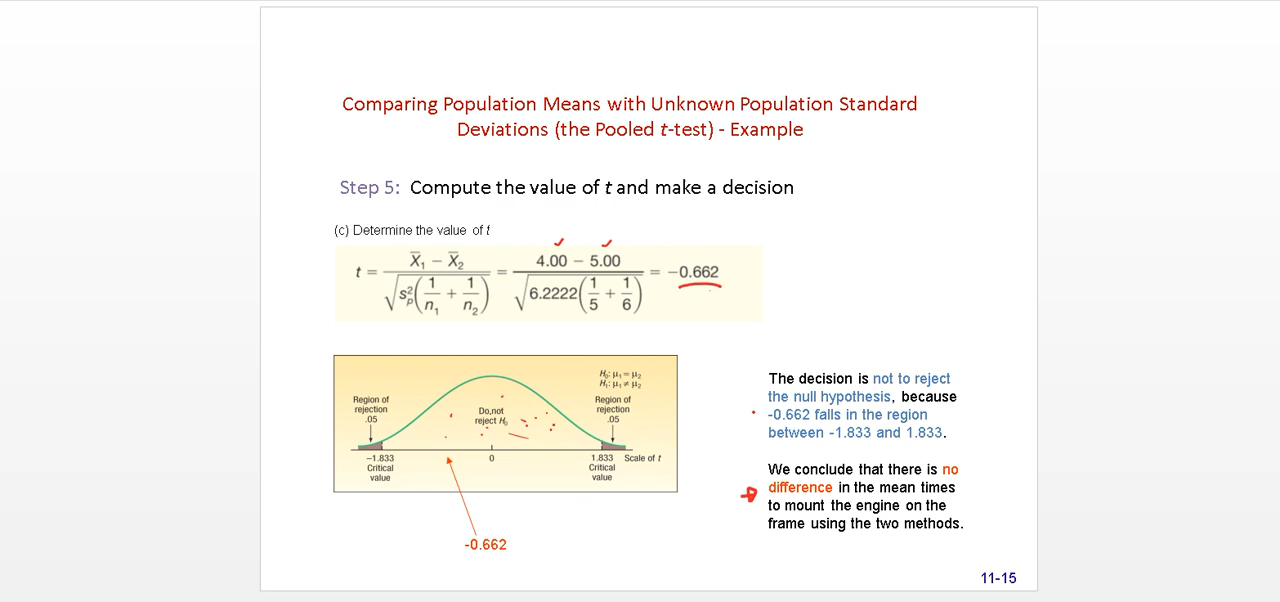 Comparing Population Means with Unknown Population Standard
Deviations (the Pooled t-test) - Example
Step 5: Compute the value of t and make a decision
(c) Determine the value of t
t = (X̄₁ − X̄₂) / √(s²ₚ(1/n₁ + 1/n₂)) = (4.00 − 5.00) / √(6.2222(1/5 + 1/6)) = −0.662
H₀: μ₁ = μ₂
H₁: μ₁ ≠ μ₂
Region of
rejection
.05
Do not
reject H₀
Region of
rejection
.05
−1.833
Critical
value
0
1.833
Critical
value
Scale of t
-0.662
The decision is not to reject
the null hypothesis, because
-0.662 falls in the region
between -1.833 and 1.833.
We conclude that there is no
difference in the mean times
to mount the engine on the
frame using the two methods.
11-15